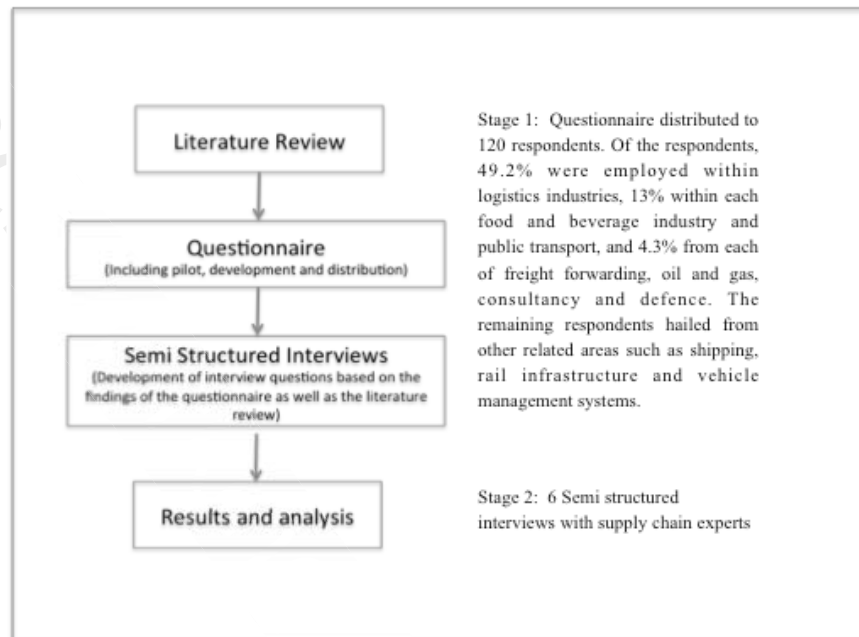 Literature Review
Questionnaire
(Including pilot, development and distribution)
Semi Structured Interviews
(Development of interview questions based on the
findings of the questionnaire as well as the literature
review)
Results and analysis
Stage 1: Questionnaire distributed to
120 respondents. Of the respondents,
49.2% were employed within
logistics industries, 13% within each
food and beverage industry and
public transport, and 4.3% from each
of freight forwarding, oil and gas,
consultancy and defence. The
remaining respondents hailed from
other related areas such as shipping,
rail infrastructure and vehicle
management systems.
Stage 2: 6 Semi structured
interviews with supply chain experts